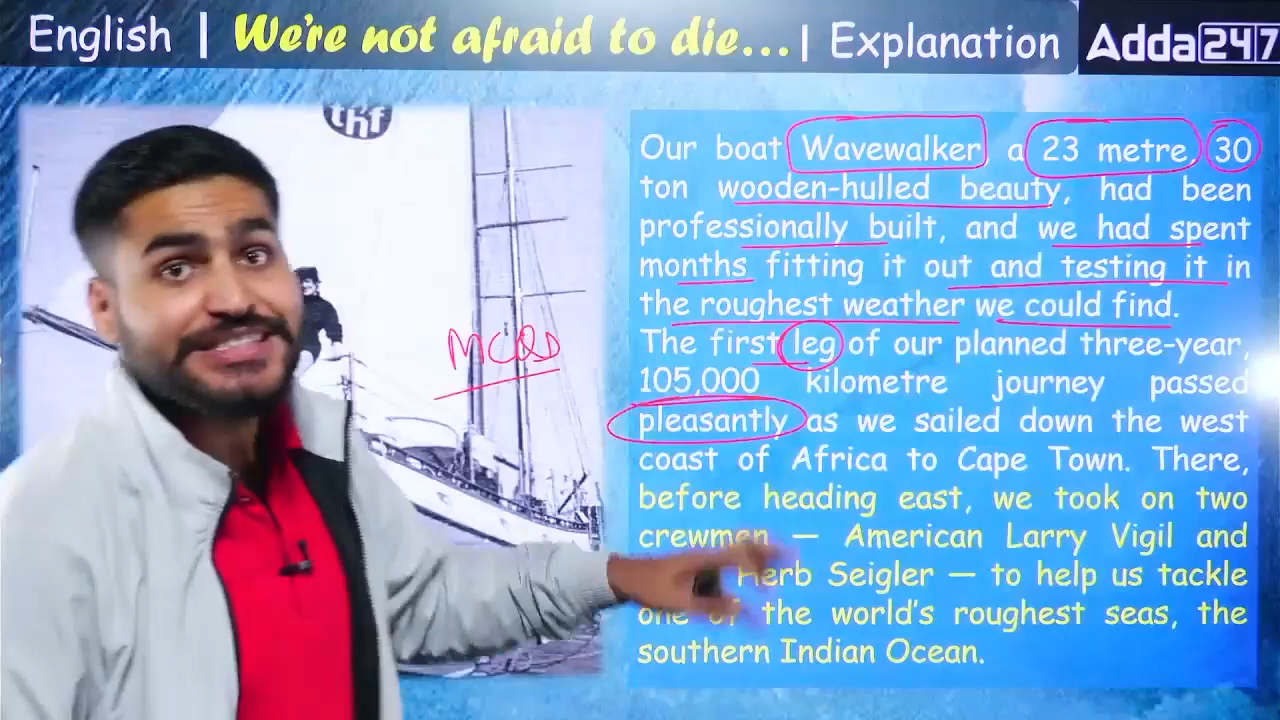 English | We're not afraid to die... | Explanation
Adda247
thf
MCQs
Our boat Wavewalker, a 23 metre, 30
ton wooden-hulled beauty, had been
professionally built, and we had spent
months fitting it out and testing it in
the roughest weather we could find.
The first leg of our planned three-year,
105,000 kilometre journey passed
pleasantly as we sailed down the west
coast of Africa to Cape Town. There,
before heading east, we took on two
crewmen — American Larry Vigil and
Herb Seigler — to help us tackle
one of the world's roughest seas, the
southern Indian Ocean.